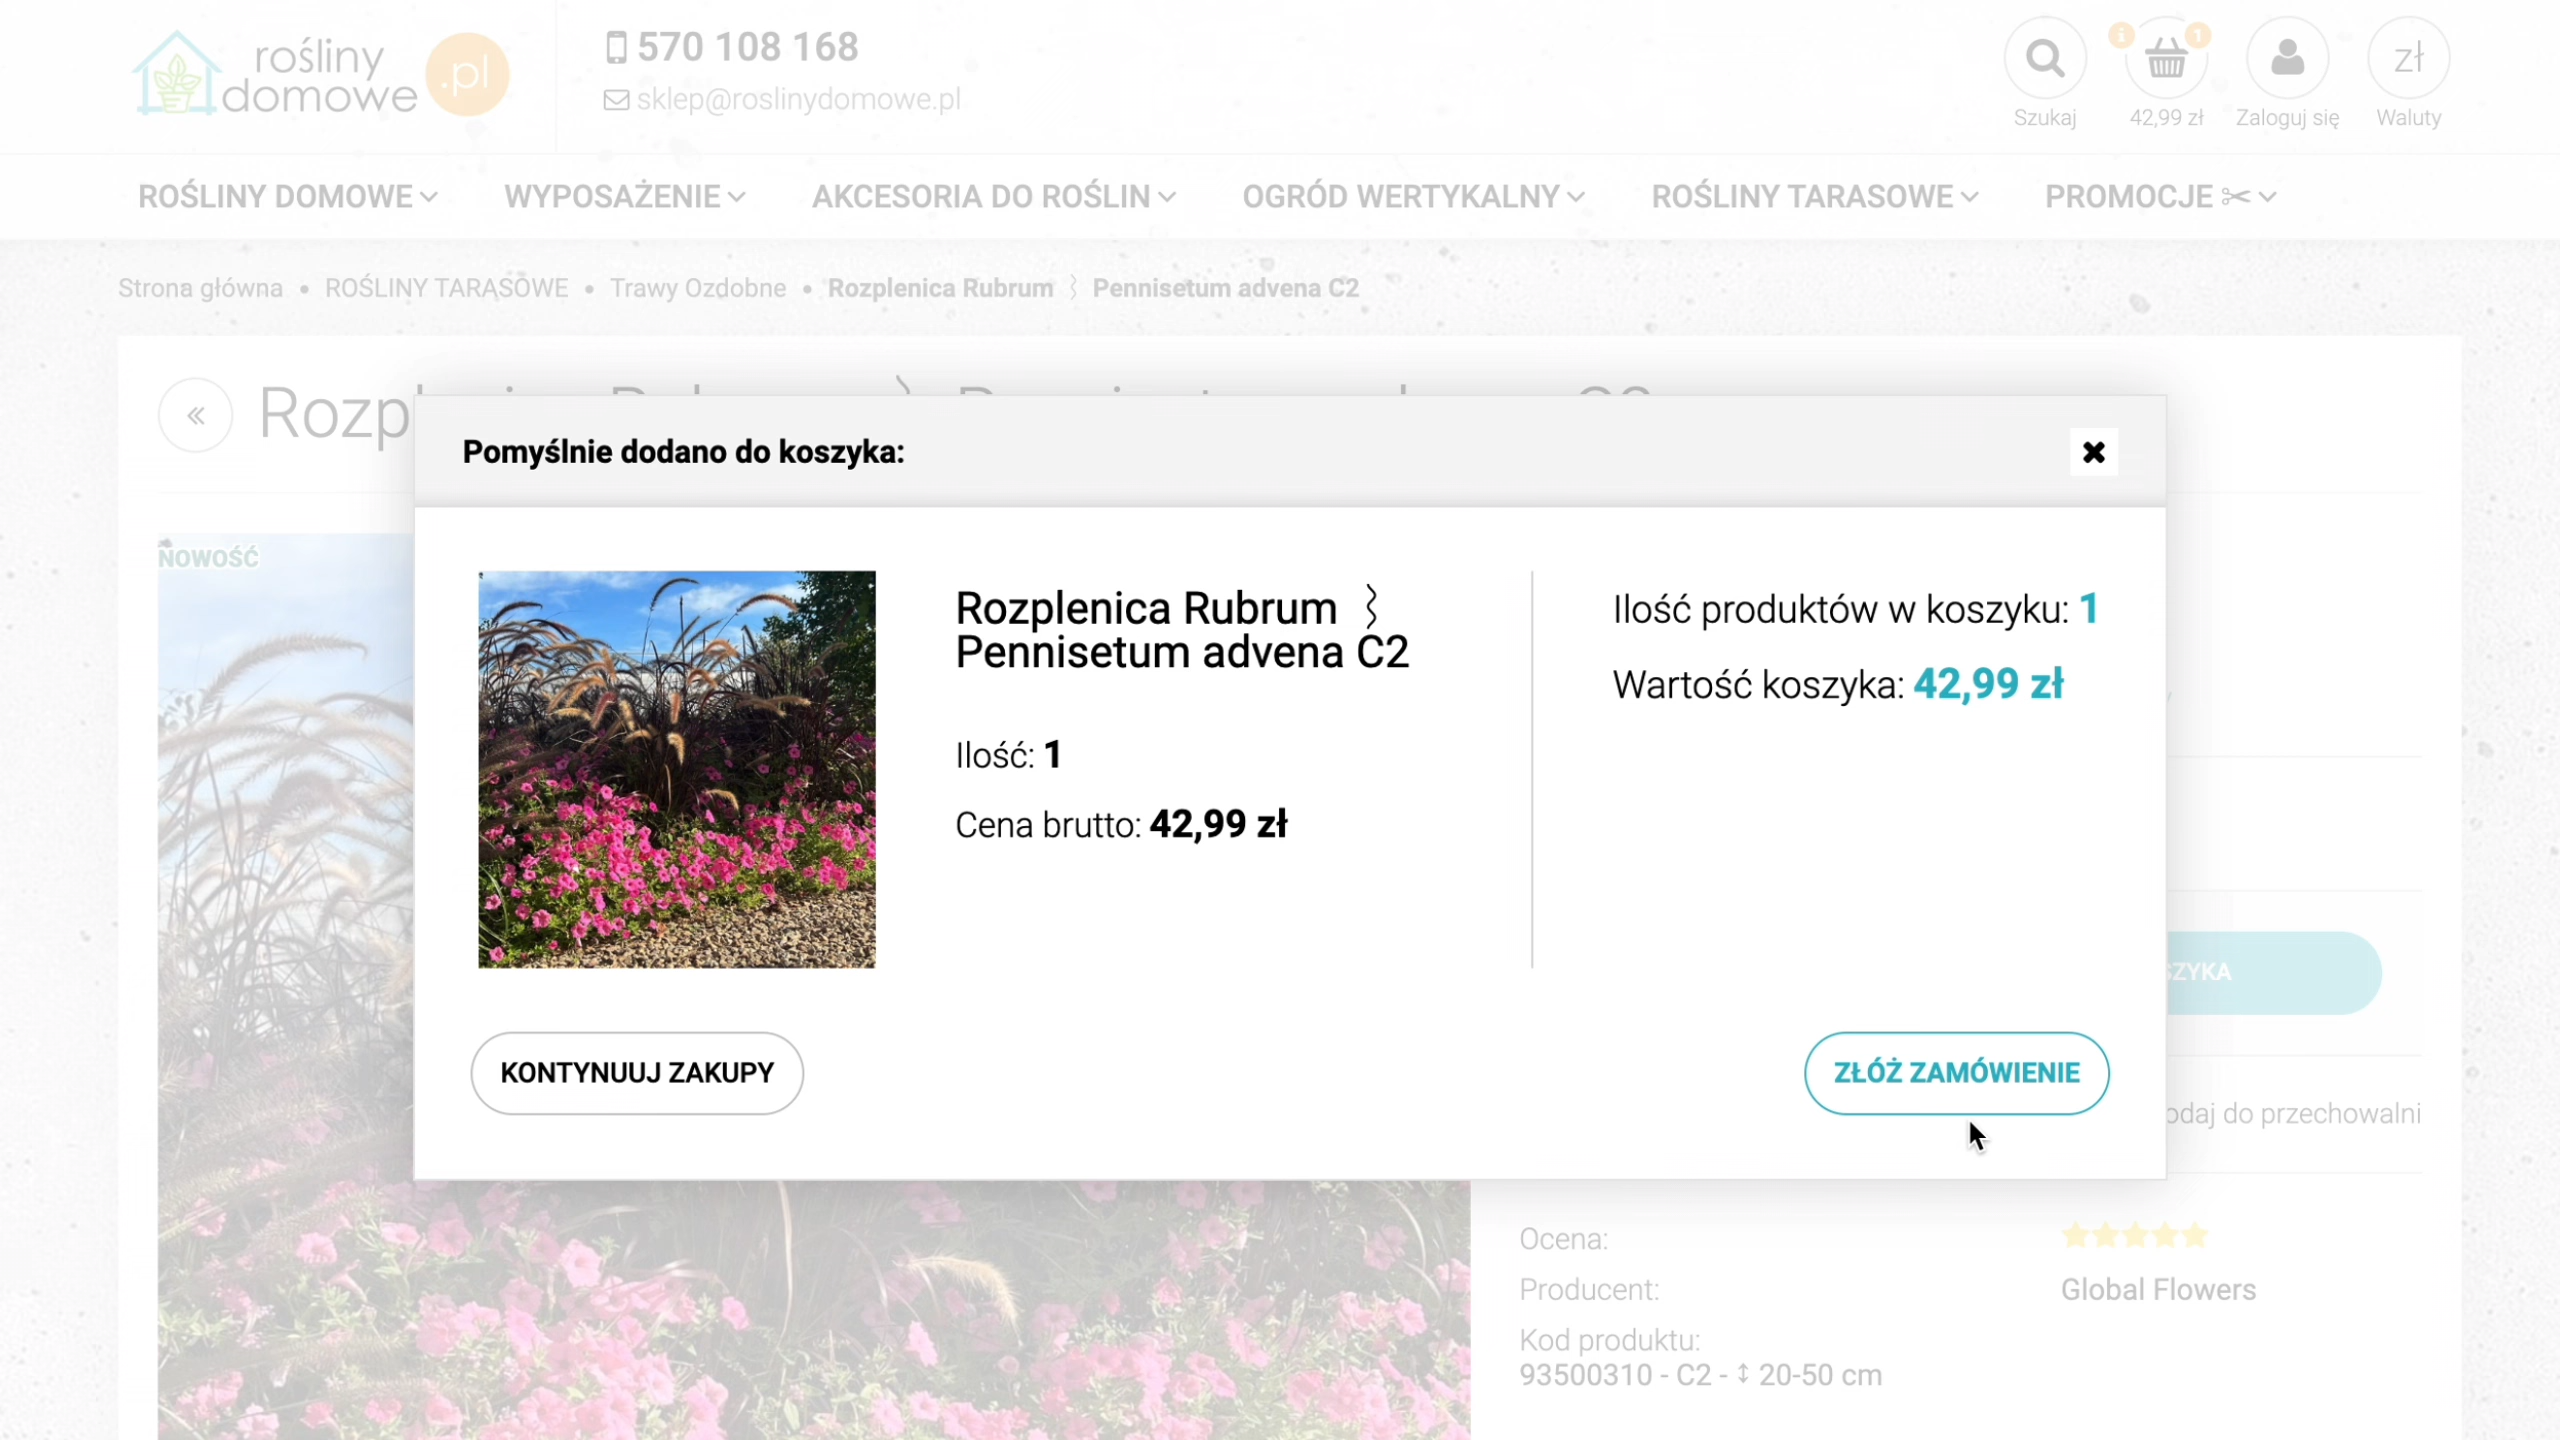 rośliny
domowe .pl
570 108 168
sklep@roslinydomowe.pl
1
Szukaj
42,99 zł
Zaloguj się
zł
Waluty
ROŚLINY DOMOWE
WYPOSAŻENIE
AKCESORIA DO ROŚLIN
OGRÓD WERTYKALNY
ROŚLINY TARASOWE
PROMOCJE ✂
Strona główna • ROŚLINY TARASOWE • Trawy Ozdobne • Rozplenica Rubrum ⌇ Pennisetum advena C2
«
NOWOŚĆ
Pomyślnie dodano do koszyka:
✖
Rozplenica Rubrum ⌇
Pennisetum advena C2
Ilość: 1
Cena brutto: 42,99 zł
Ilość produktów w koszyku: 1
Wartość koszyka: 42,99 zł
KONTYNUUJ ZAKUPY
ZŁÓŻ ZAMÓWIENIE
do przechowalni
Ocena:
Producent:
Global Flowers
Kod produktu:
93500310 - C2 - ↕ 20-50 cm